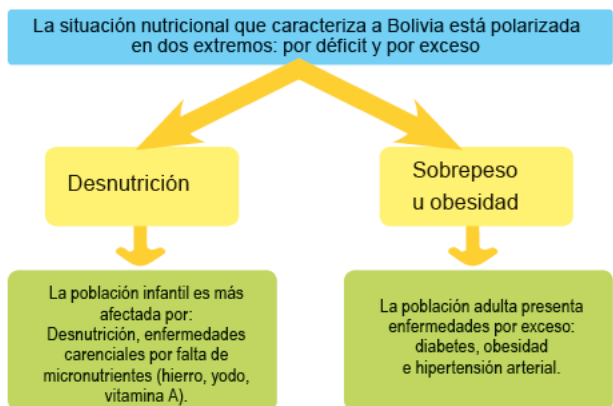 La situación nutricional que caracteriza a Bolivia está polarizada
en dos extremos: por déficit y por exceso
Desnutrición
Sobrepeso
u obesidad
La población infantil es más
afectada por:
Desnutrición, enfermedades
carenciales por falta de
micronutrientes (hierro, yodo,
vitamina A).
La población adulta presenta
enfermedades por exceso:
diabetes, obesidad
e hipertensión arterial.